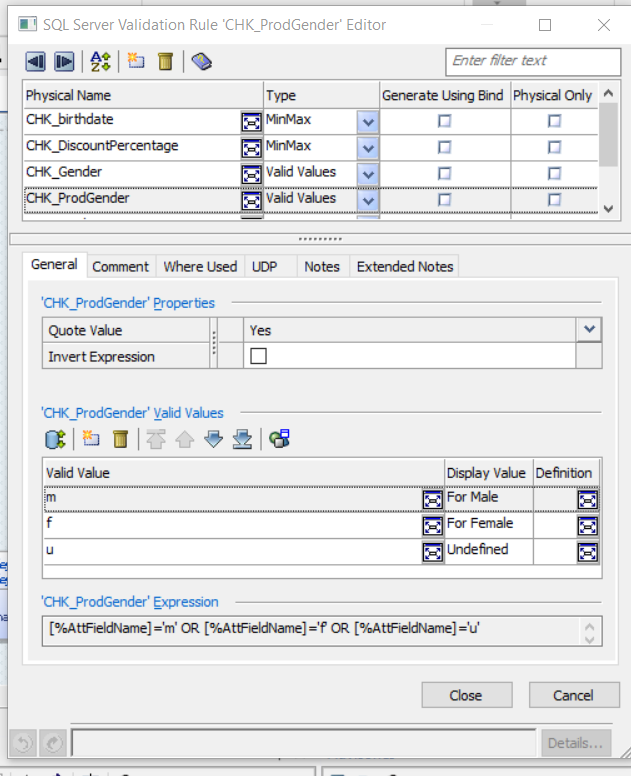 SQL Server Validation Rule 'CHK_ProdGender' Editor
Enter filter text
Physical Name Type Generate Using Bind Physical Only
CHK_birthdate MinMax
CHK_DiscountPercentage MinMax
CHK_Gender Valid Values
CHK_ProdGender Valid Values
General Comment Where Used UDP Notes Extended Notes
'CHK_ProdGender' Properties
Quote Value Yes
Invert Expression
'CHK_ProdGender' Valid Values
Valid Value Display Value Definition
m For Male
f For Female
u Undefined
'CHK_ProdGender' Expression
[%AttFieldName]='m' OR [%AttFieldName]='f' OR [%AttFieldName]='u'
Close Cancel
Details...